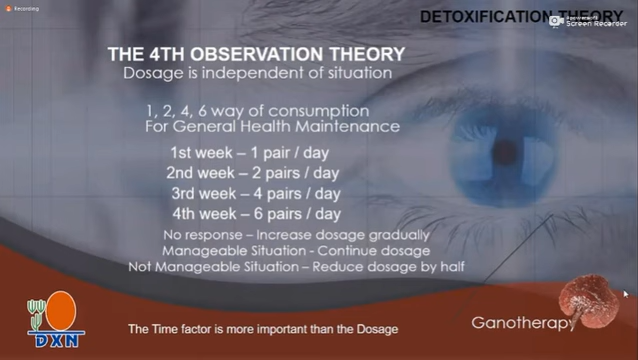 Recording
DETOXIFICATION THEORY
Screen Recorder
THE 4TH OBSERVATION THEORY
Dosage is independent of situation
1, 2, 4, 6 way of consumption
For General Health Maintenance
1st week – 1 pair / day
2nd week – 2 pairs / day
3rd week – 4 pairs / day
4th week – 6 pairs / day
No response – Increase dosage gradually
Manageable Situation - Continue dosage
Not Manageable Situation – Reduce dosage by half
Ganotherapy
DXN
The Time factor is more important than the Dosage